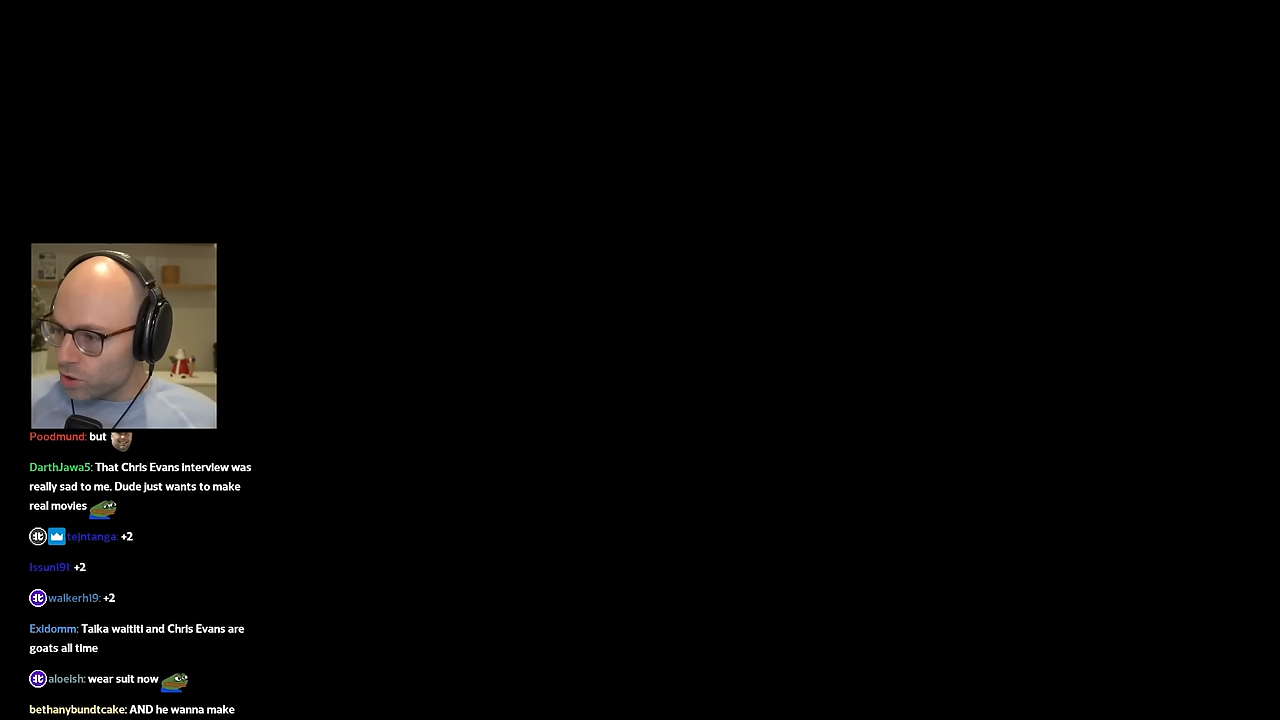 Poodmund: but
DarthJawa5: That Chris Evans interview was
really sad to me. Dude just wants to make
real movies
tejntanga: +2
Issun191: +2
walkerh19: +2
Exidomm: Taika waititi and Chris Evans are
goats all time
aloeish: wear suit now
bethanybundtcake: AND he wanna make